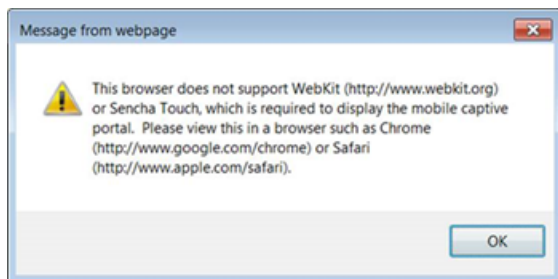 Message from webpage
This browser does not support WebKit (http://www.webkit.org)
or Sencha Touch, which is required to display the mobile captive
portal.  Please view this in a browser such as Chrome
(http://www.google.com/chrome) or Safari
(http://www.apple.com/safari).
OK